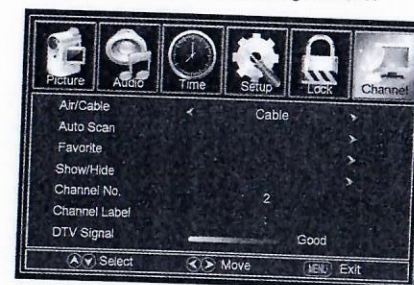 Picture Audio Time Setup Lock Channel
Air/Cable Cable
Auto Scan
Favorite
Show/Hide
Channel No. 2
Channel Label
DTV Signal Good
Select Move MENU Exit